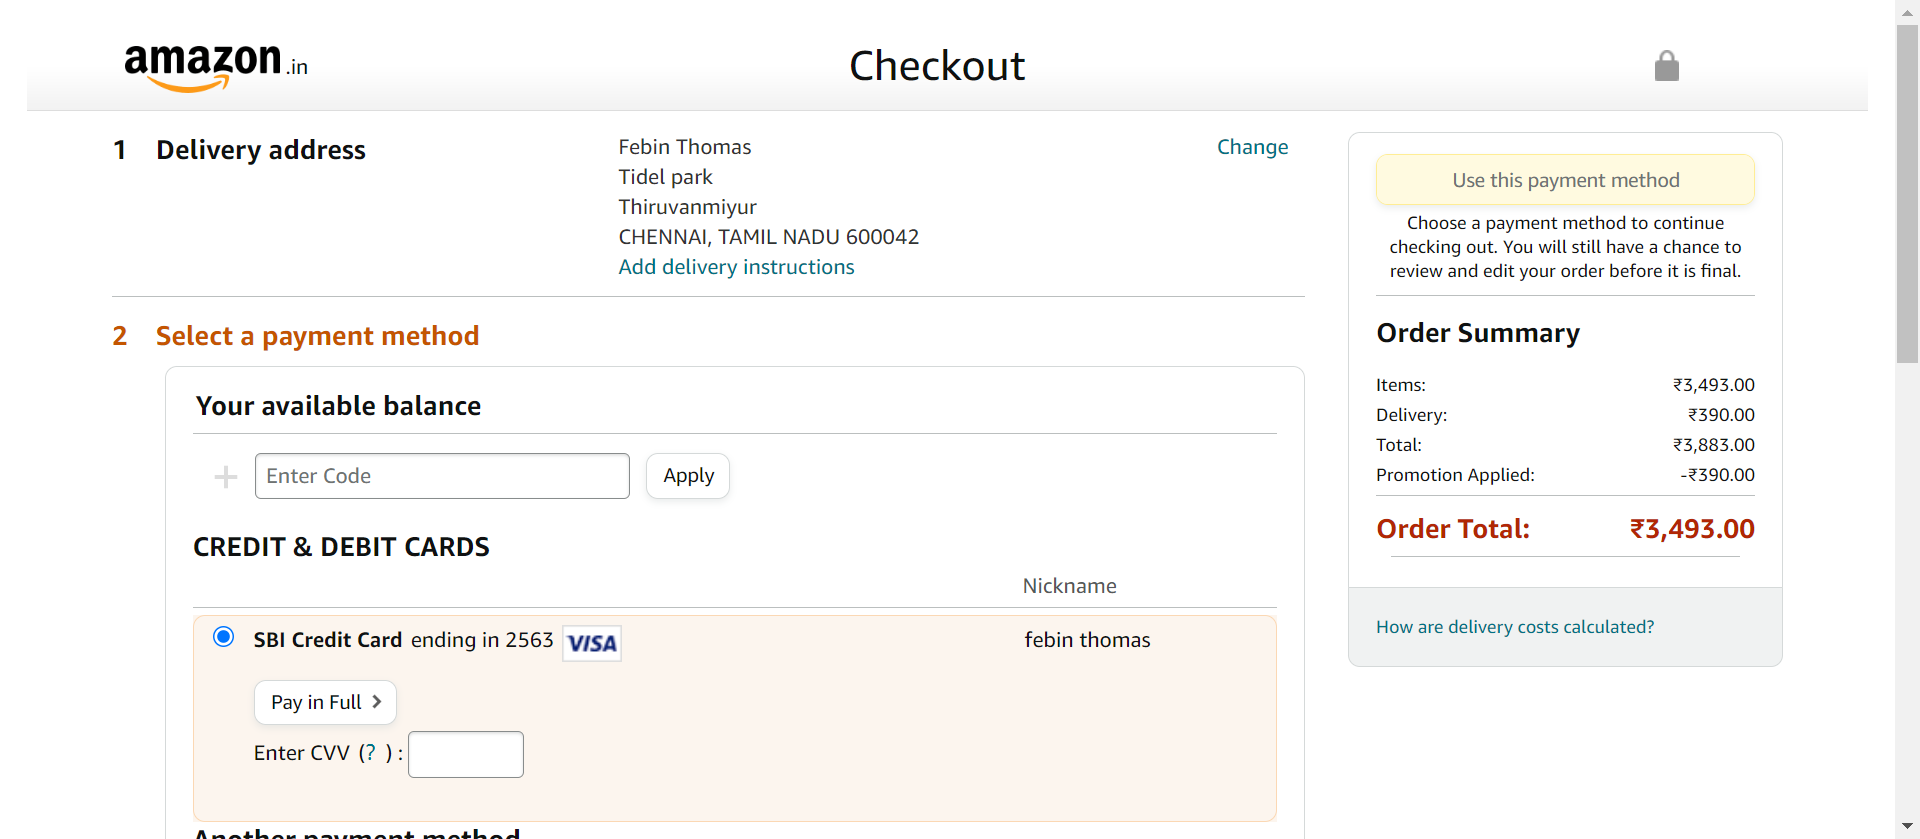 amazon.in
Checkout
1 Delivery address
Febin Thomas
Tidel park
Thiruvanmiyur
CHENNAI, TAMIL NADU 600042
Add delivery instructions
Change
2 Select a payment method
Your available balance
Enter Code
Apply
CREDIT & DEBIT CARDS
Nickname
SBI Credit Card ending in 2563 VISA
febin thomas
Pay in Full
Enter CVV (? ) :
Another payment method
Use this payment method
Choose a payment method to continue
checking out. You will still have a chance to
review and edit your order before it is final.
Order Summary
Items: ₹3,493.00
Delivery: ₹390.00
Total: ₹3,883.00
Promotion Applied: -₹390.00
Order Total: ₹3,493.00
How are delivery costs calculated?